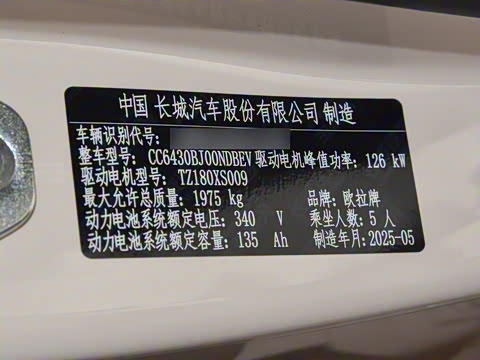 中国 长城汽车股份有限公司 制造
车辆识别代号:
整车型号: CC6430BJ00NDBEV 驱动电机峰值功率: 126 kW
驱动电机型号: TZ180XS009
最大允许总质量: 1975 kg 品牌: 欧拉牌
动力电池系统额定电压: 340 V 乘坐人数: 5 人
动力电池系统额定容量: 135 Ah 制造年月: 2025-05